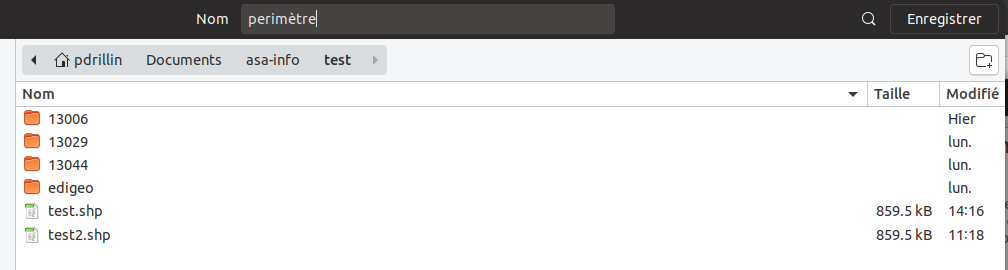 Nom perimètre Enregistrer
pdrillin Documents asa-info test
Nom Taille Modifié
13006 Hier
13029 lun.
13044 lun.
edigeo lun.
test.shp 859.5 kB 14:16
test2.shp 859.5 kB 11:18